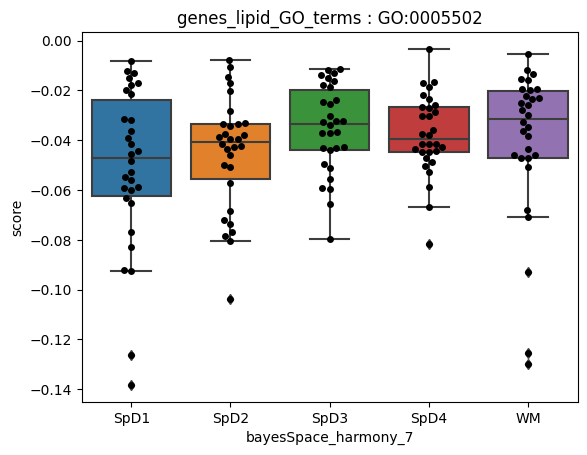 genes_lipid_GO_terms : GO:0005502
0.00
−0.02
−0.04
−0.06
−0.08
−0.10
−0.12
−0.14
score
SpD1 SpD2 SpD3 SpD4 WM
bayesSpace_harmony_7